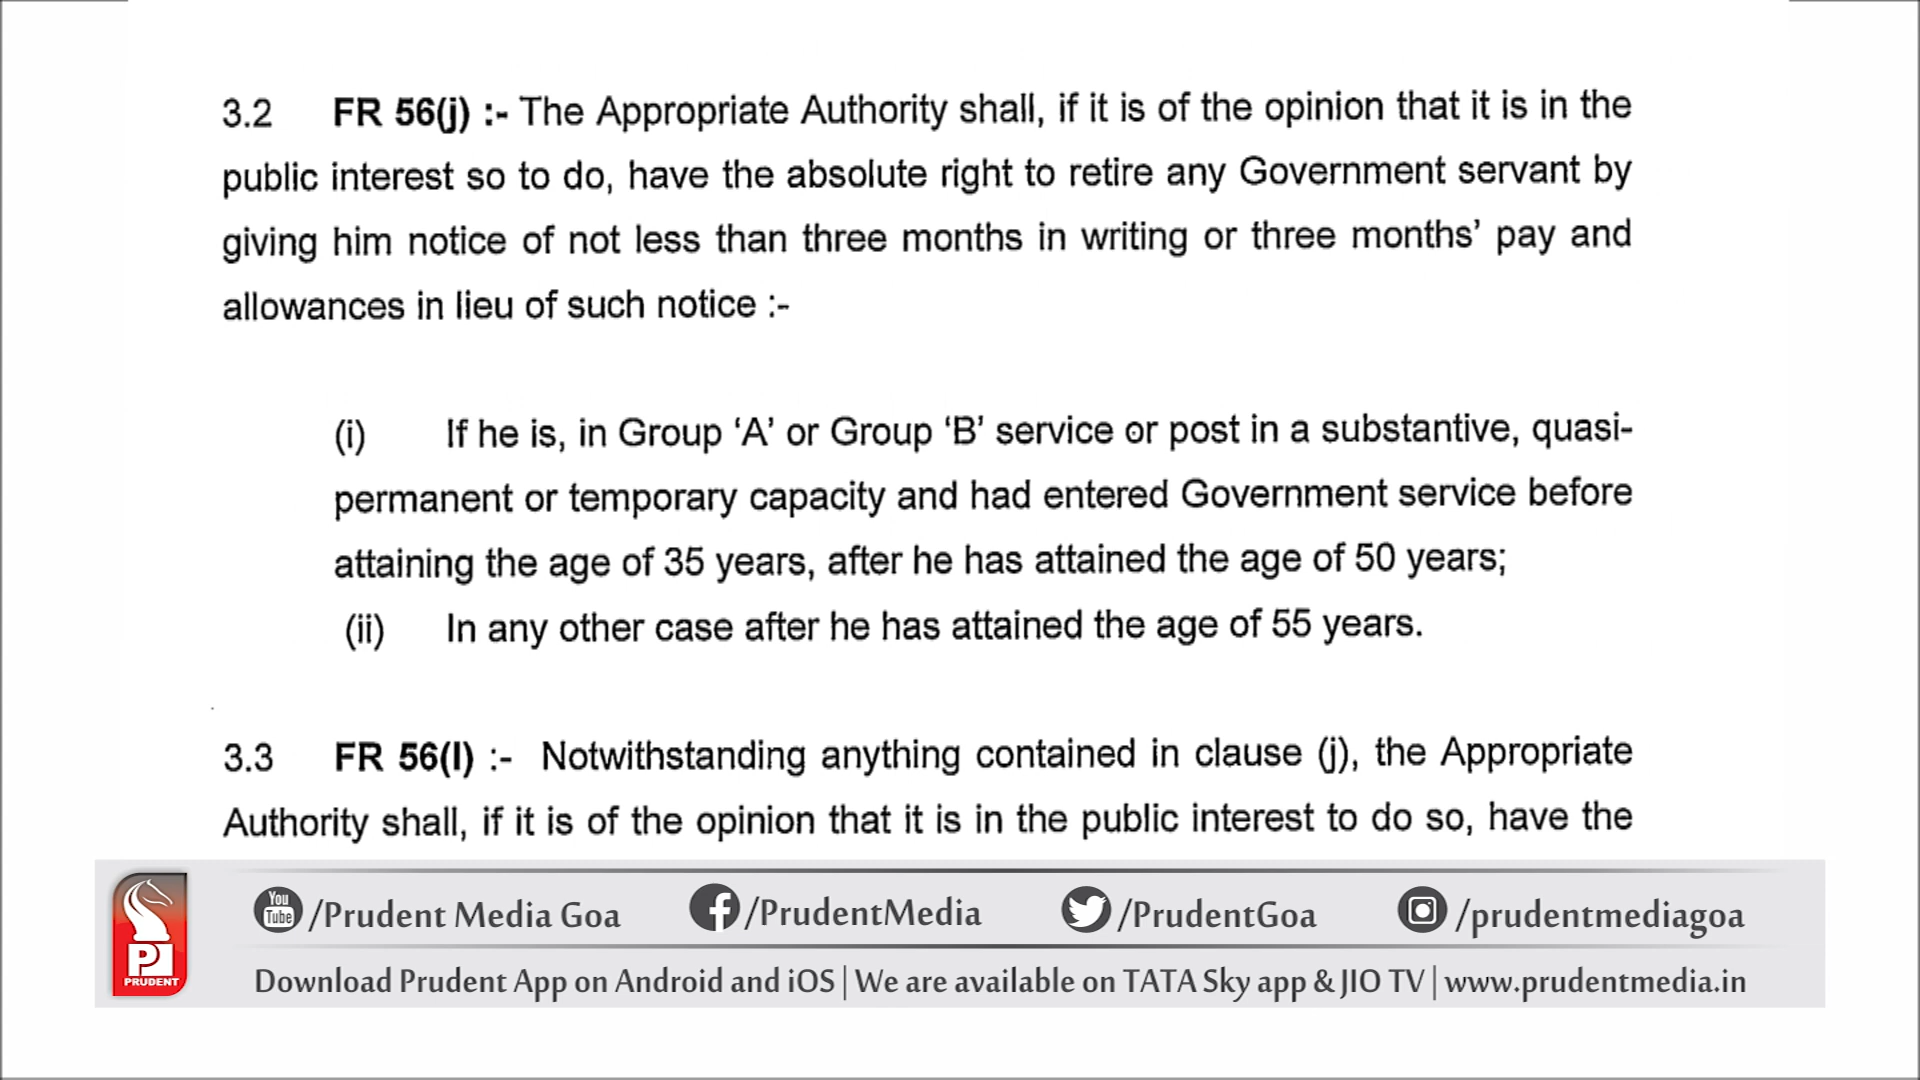 3.2 FR 56(j) :- The Appropriate Authority shall, if it is of the opinion that it is in the
public interest so to do, have the absolute right to retire any Government servant by
giving him notice of not less than three months in writing or three months’ pay and
allowances in lieu of such notice :-
(i) If he is, in Group ‘A’ or Group ‘B’ service or post in a substantive, quasi-
permanent or temporary capacity and had entered Government service before
attaining the age of 35 years, after he has attained the age of 50 years;
(ii) In any other case after he has attained the age of 55 years.
3.3 FR 56(l) :- Notwithstanding anything contained in clause (j), the Appropriate
Authority shall, if it is of the opinion that it is in the public interest to do so, have the
PRUDENT
You Tube /Prudent Media Goa f /PrudentMedia /PrudentGoa /prudentmediagoa
Download Prudent App on Android and iOS | We are available on TATA Sky app & JIO TV | www.prudentmedia.in